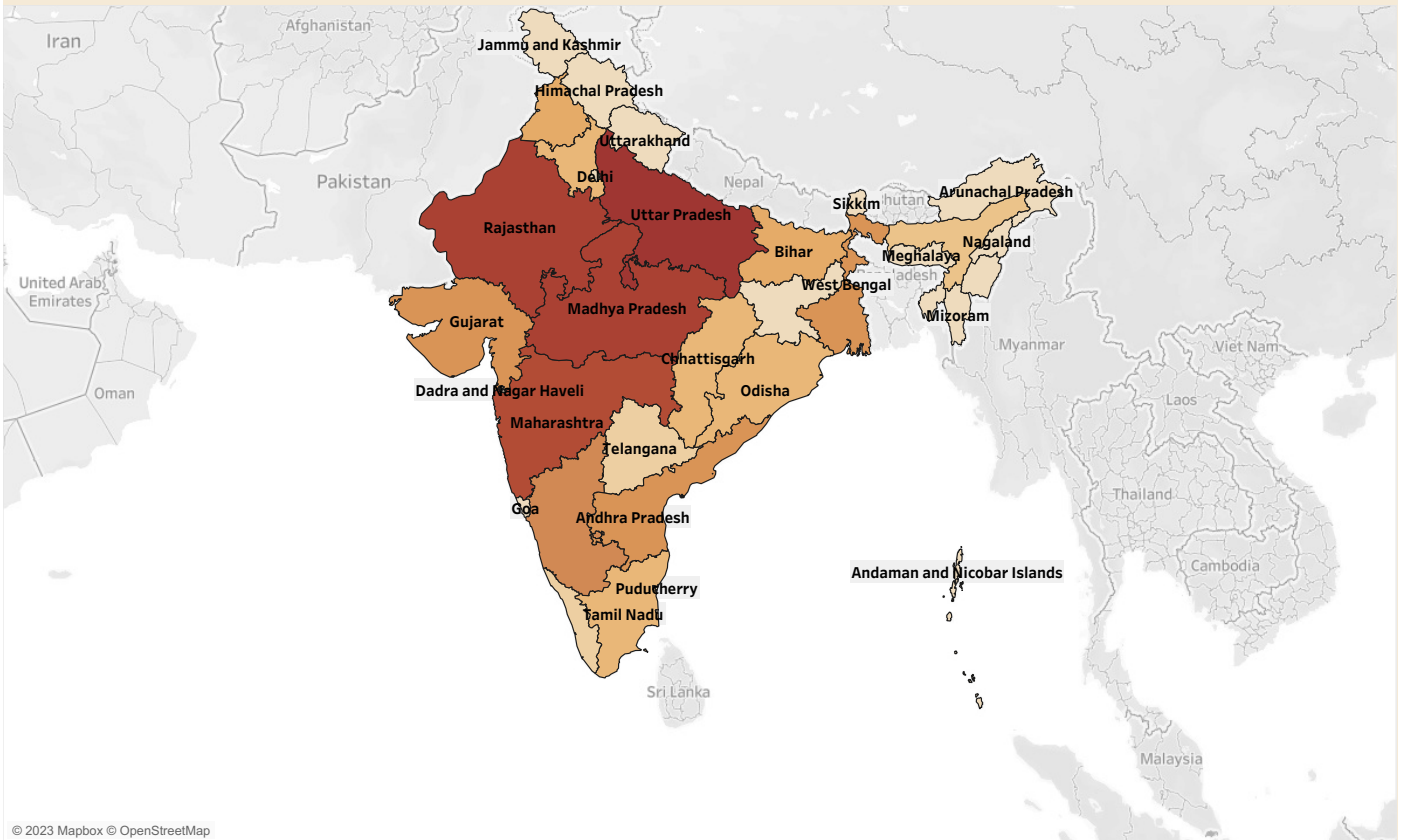 Afghanistan
Iran
Jammu and Kashmir
Himachal Pradesh
Uttarakhand
Pakistan
Delhi
Nepal
Arunachal Pradesh
Sikkim
hutan
Uttar Pradesh
Rajasthan
Nagaland
Bihar
Meghalaya
ladesh
United Arab
Emirates
West Bengal
Madhya Pradesh
Mizoram
Gujarat
Myanmar
Viet Nam
Chhattisgarh
Oman
Dadra and Nagar Haveli
Odisha
Laos
Maharashtra
Telangana
Thailand
Goa
Andhra Pradesh
Cambodia
Andaman and Nicobar Islands
Puducherry
Tamil Nadu
Sri Lanka
Malaysia
© 2023 Mapbox © OpenStreetMap